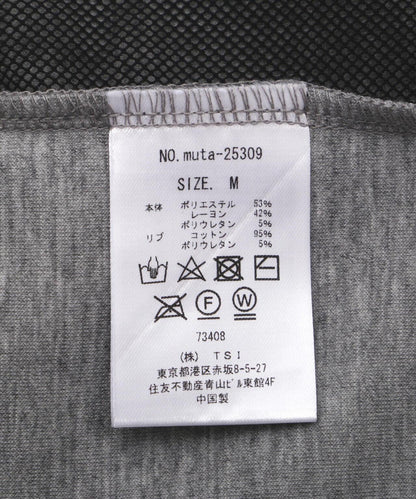 NO.muta-25309
SIZE. M
本体 ポリエステル 53%
レーヨン 42%
ポリウレタン 5%
リブ コットン 95%
ポリウレタン 5%
F W
73408
(株) TSI
東京都港区赤坂8-5-27
住友不動産青山ビル東館4F
中国製